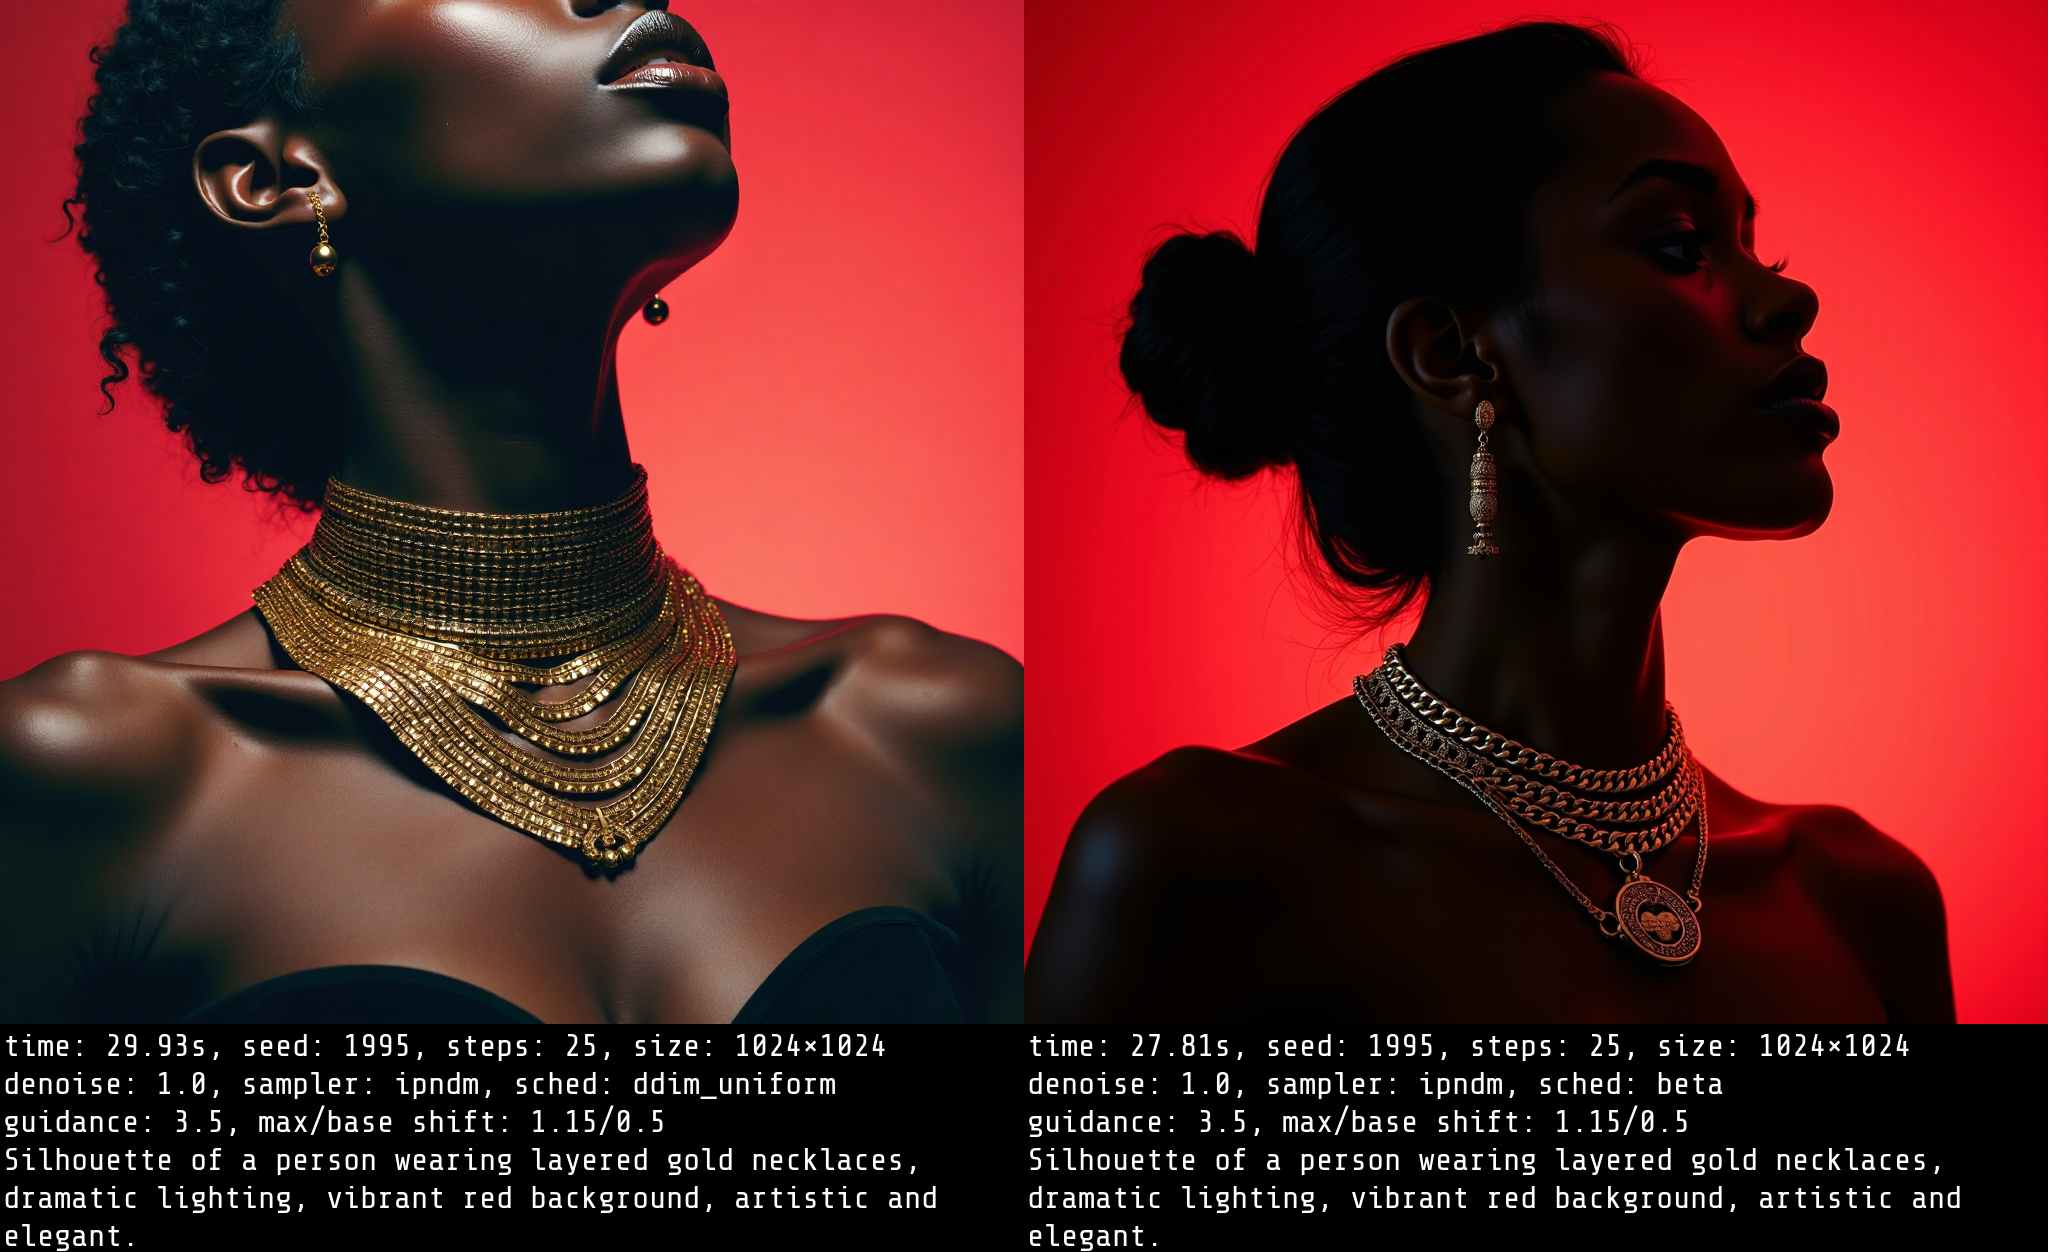 time: 29.93s, seed: 1995, steps: 25, size: 1024×1024
denoise: 1.0, sampler: ipndm, sched: ddim_uniform
guidance: 3.5, max/base shift: 1.15/0.5
Silhouette of a person wearing layered gold necklaces,
dramatic lighting, vibrant red background, artistic and
elegant.
time: 27.81s, seed: 1995, steps: 25, size: 1024×1024
denoise: 1.0, sampler: ipndm, sched: beta
guidance: 3.5, max/base shift: 1.15/0.5
Silhouette of a person wearing layered gold necklaces,
dramatic lighting, vibrant red background, artistic and
elegant.